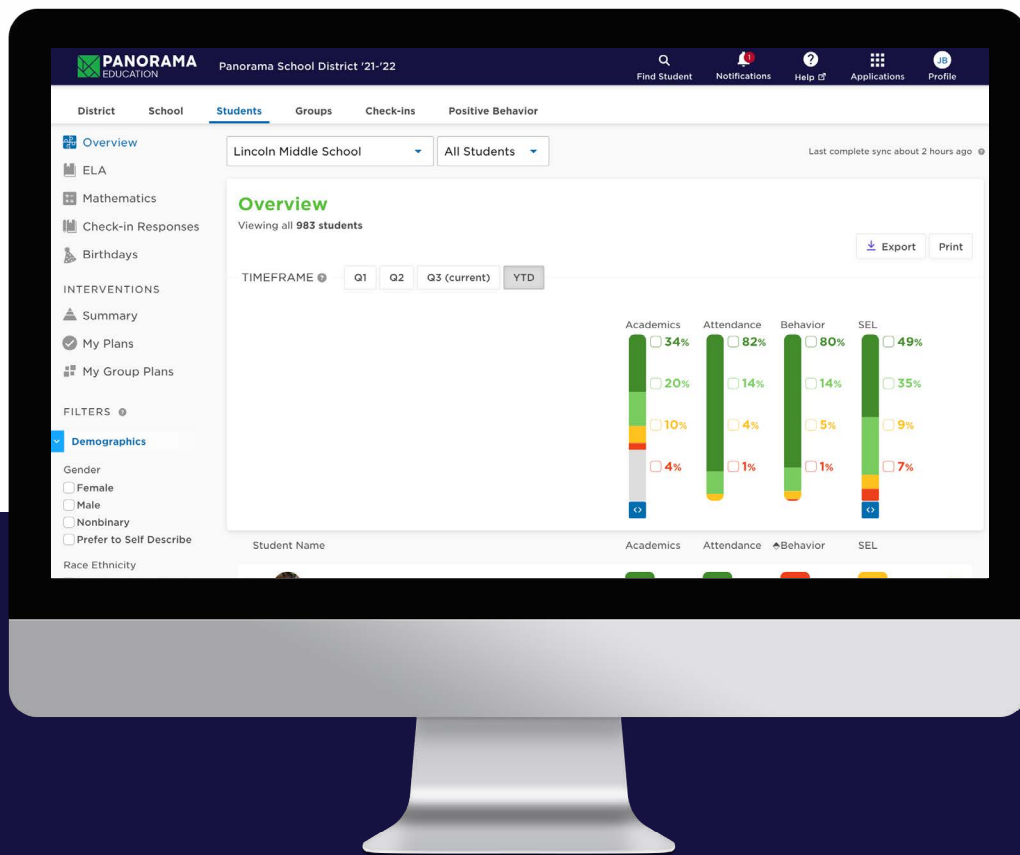 PANORAMA
EDUCATION
Panorama School District '21-'22
Find Student
Notifications
1
Help
Applications
JB
Profile
District School Students Groups Check-ins Positive Behavior
Overview
ELA
Mathematics
Check-in Responses
Birthdays
INTERVENTIONS
Summary
My Plans
My Group Plans
FILTERS
Demographics
Gender
Female
Male
Nonbinary
Prefer to Self Describe
Race Ethnicity
Lincoln Middle School
All Students
Last complete sync about 2 hours ago
Overview
Viewing all 983 students
Export
Print
TIMEFRAME Q1 Q2 Q3 (current) YTD
Academics Attendance Behavior SEL
34% 82% 80% 49%
20% 14% 14% 35%
10% 4% 5% 9%
4% 1% 1% 7%
Student Name Academics Attendance Behavior SEL